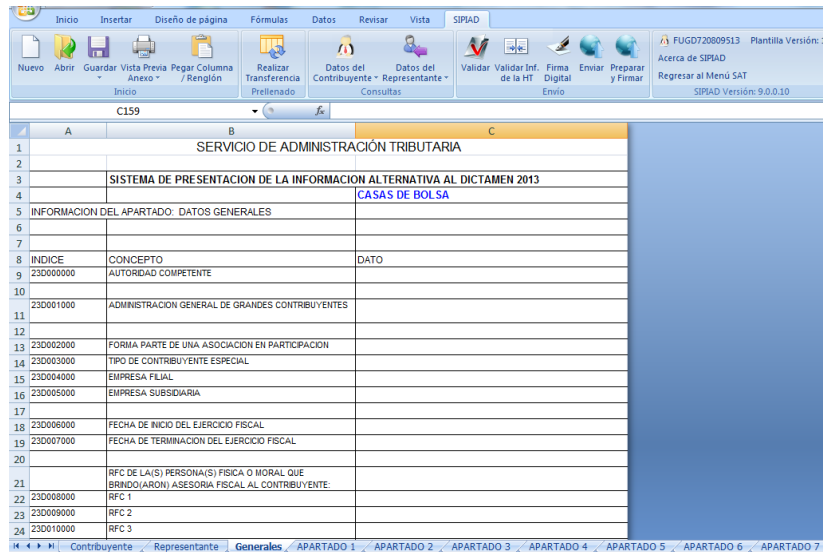 Inicio Insertar Diseño de página Fórmulas Datos Revisar Vista SIPIAD
Nuevo Abrir Guardar Vista Previa Anexo Pegar Columna / Renglón
Inicio
Realizar Transferencia
Prellenado
Datos del Contribuyente Datos del Representante
Consultas
Validar Validar Inf. de la HT Firma Digital Enviar Preparar y Firmar
Envío
FUGD720809513 Plantilla Versión:
Acerca de SIPIAD
Regresar al Menú SAT
SIPIAD Versión: 9.0.0.10
C159 fx
A B C
1 SERVICIO DE ADMINISTRACIÓN TRIBUTARIA
2
3 SISTEMA DE PRESENTACION DE LA INFORMACION ALTERNATIVA AL DICTAMEN 2013
4 CASAS DE BOLSA
5 INFORMACION DEL APARTADO: DATOS GENERALES
6
7
8 INDICE CONCEPTO DATO
9 23D000000 AUTORIDAD COMPETENTE
10
11 23D001000 ADMINISTRACION GENERAL DE GRANDES CONTRIBUYENTES
12
13 23D002000 FORMA PARTE DE UNA ASOCIACION EN PARTICIPACION
14 23D003000 TIPO DE CONTRIBUYENTE ESPECIAL
15 23D004000 EMPRESA FILIAL
16 23D005000 EMPRESA SUBSIDIARIA
17
18 23D006000 FECHA DE INICIO DEL EJERCICIO FISCAL
19 23D007000 FECHA DE TERMINACION DEL EJERCICIO FISCAL
20
RFC DE LA(S) PERSONA(S) FISICA O MORAL QUE
21 BRINDO(ARON) ASESORIA FISCAL AL CONTRIBUYENTE:
22 23D008000 RFC 1
23 23D009000 RFC 2
24 23D010000 RFC 3
Contribuyente Representante Generales APARTADO 1 APARTADO 2 APARTADO 3 APARTADO 4 APARTADO 5 APARTADO 6 APARTADO 7